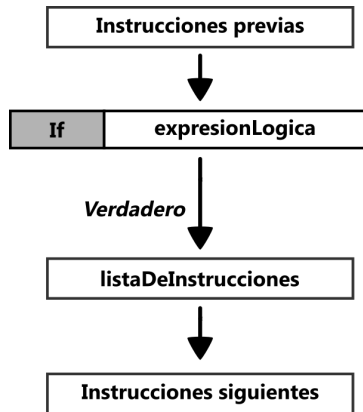 Instrucciones previas
If expresionLogica
Verdadero
listaDeInstrucciones
Instrucciones siguientes